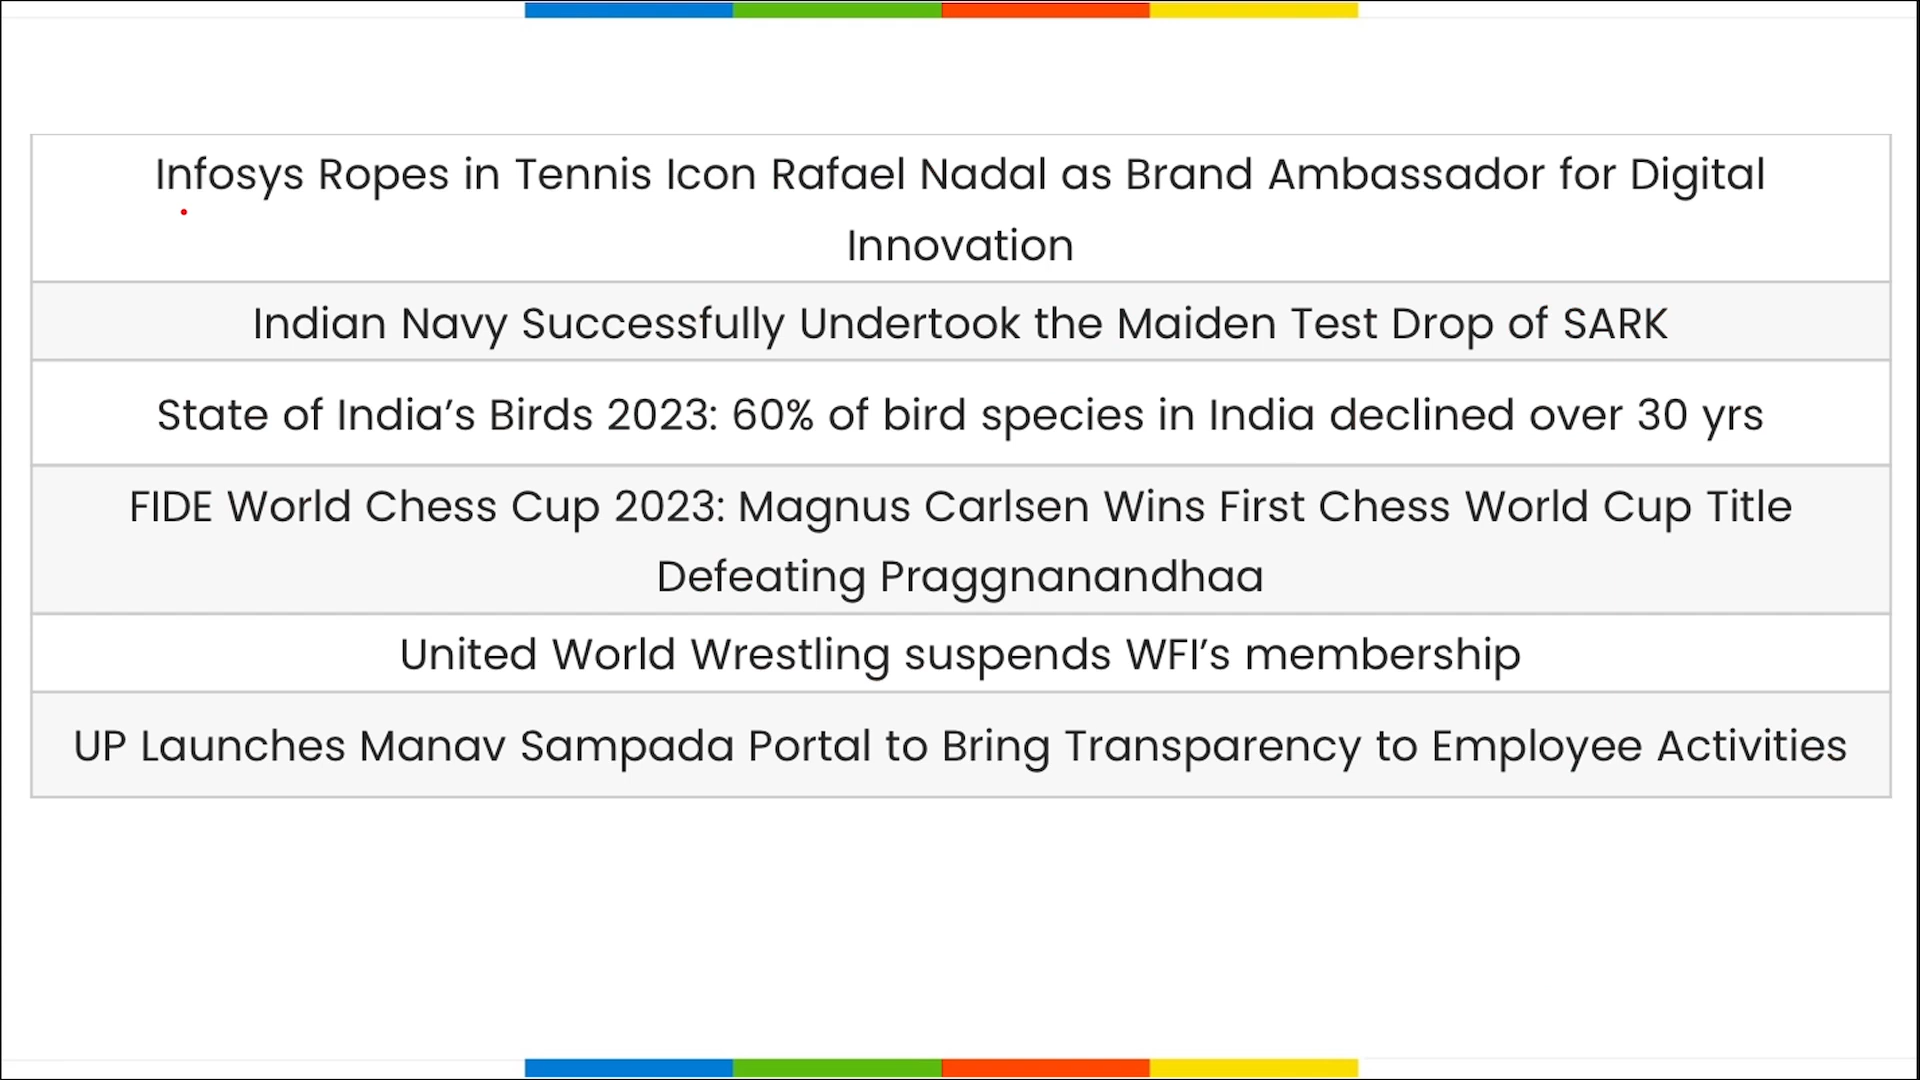 Infosys Ropes in Tennis Icon Rafael Nadal as Brand Ambassador for Digital
Innovation
Indian Navy Successfully Undertook the Maiden Test Drop of SARK
State of India’s Birds 2023: 60% of bird species in India declined over 30 yrs
FIDE World Chess Cup 2023: Magnus Carlsen Wins First Chess World Cup Title
Defeating Praggnanandhaa
United World Wrestling suspends WFI’s membership
UP Launches Manav Sampada Portal to Bring Transparency to Employee Activities